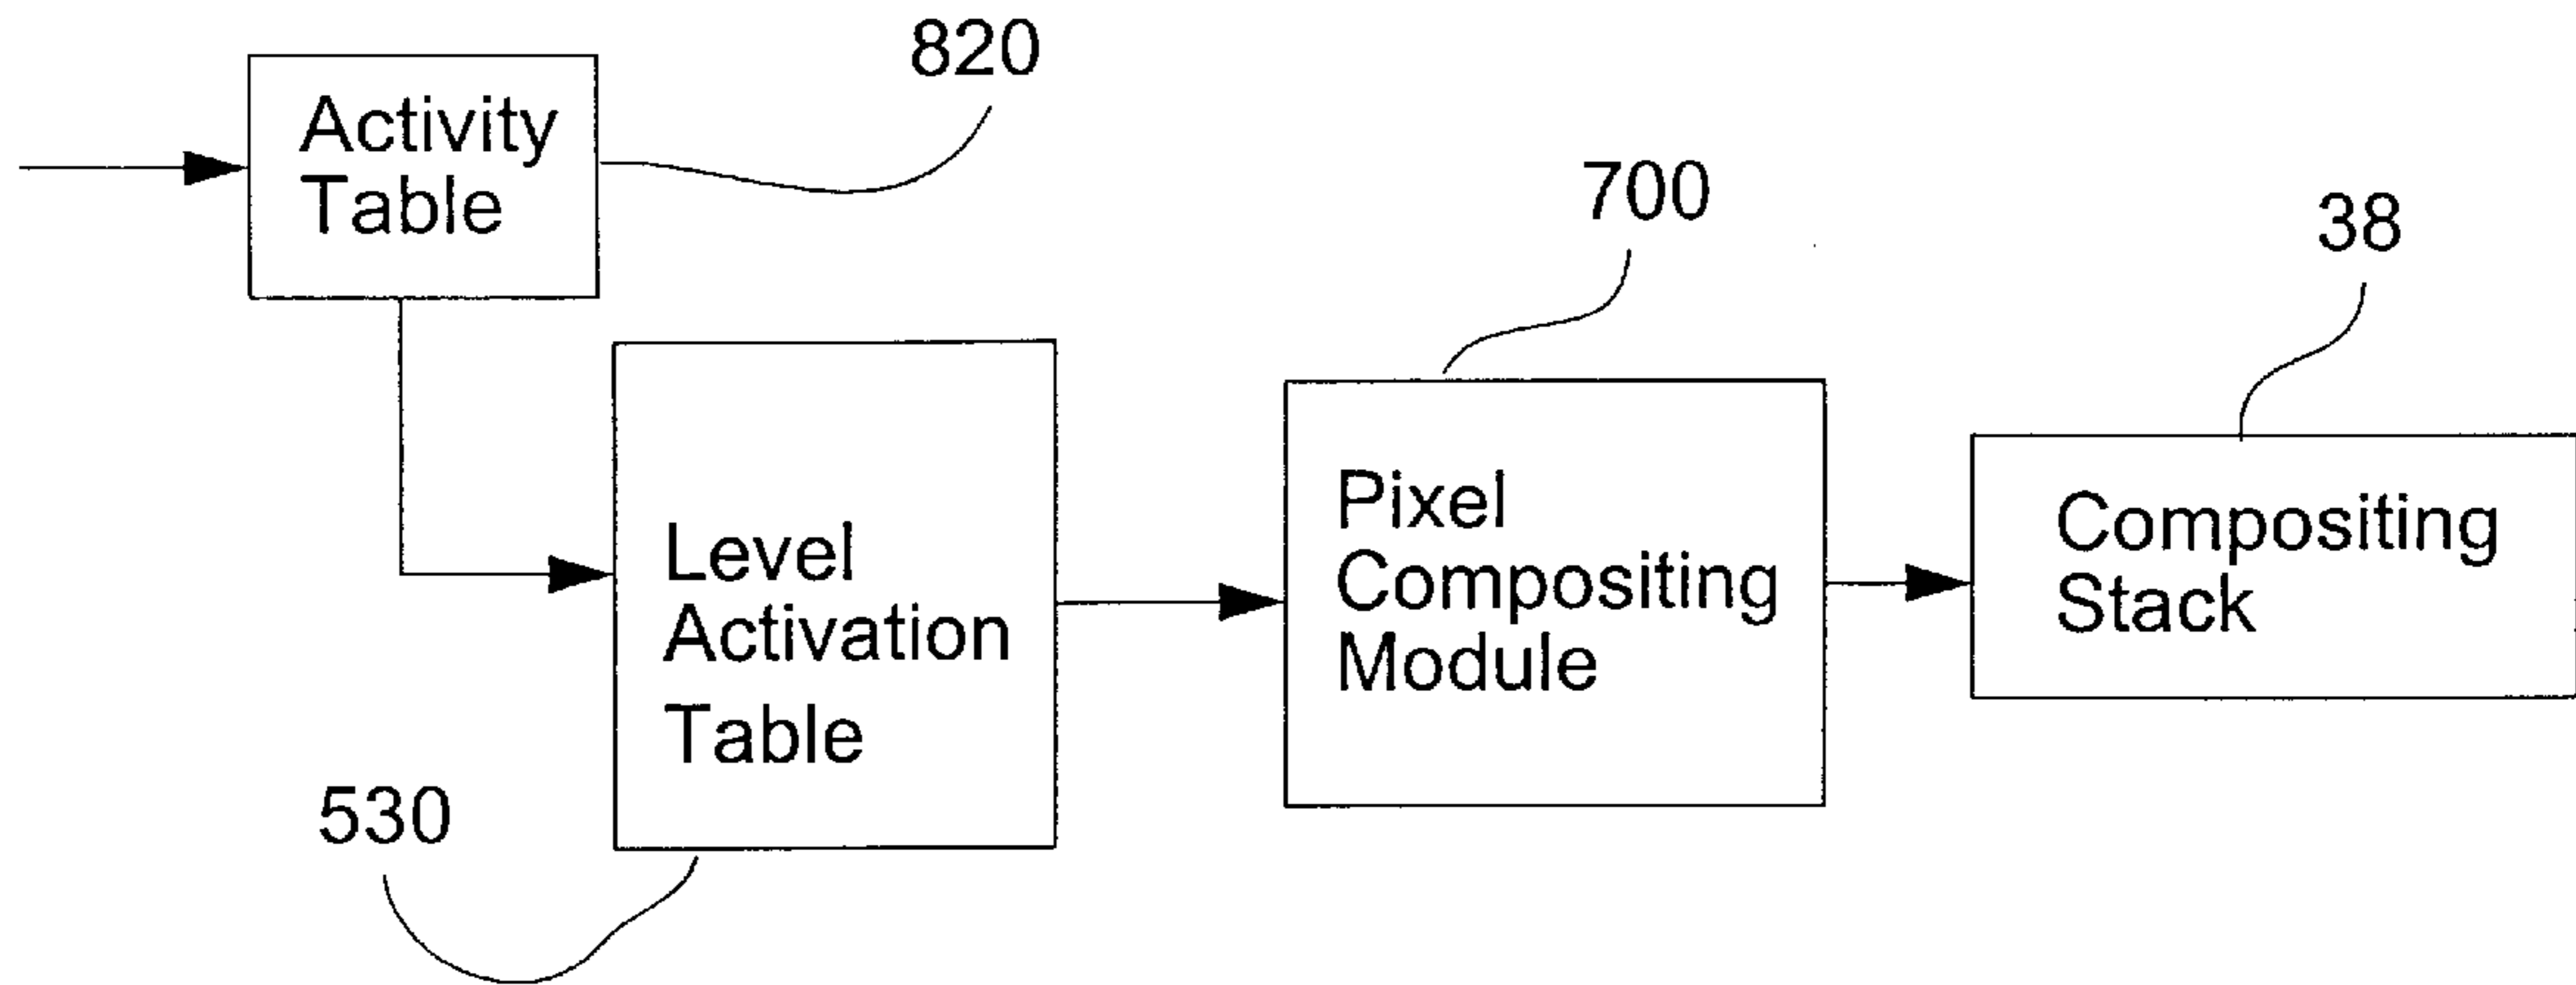 820
Activity
Table
700
38
Level
Activation
Table
Pixel
Compositing
Module
Compositing
Stack
530